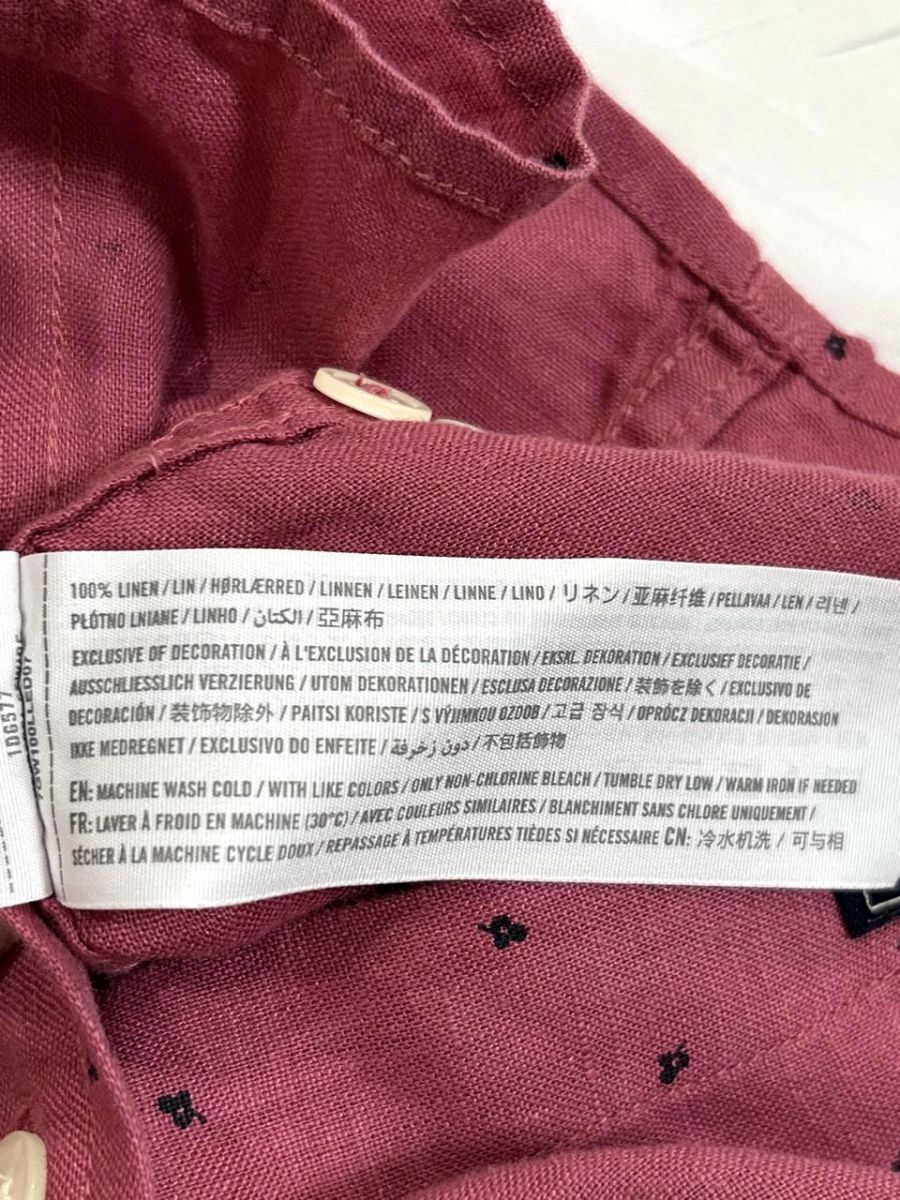 100% LINEN / LIN / HØRLÆRRED / LINNEN / LEINEN / LINNE / LINO / リネン / 亚麻纤维 / PELLAVAA / LEN / 리넨 /
PŁÓTNO LNIANE / LINHO / الكتان / 亞麻布
EXCLUSIVE OF DECORATION / À L'EXCLUSION DE LA DÉCORATION / EKSKL. DEKORATION / EXCLUSIEF DECORATIE /
AUSSCHLIESSLICH VERZIERUNG / UTOM DEKORATIONEN / ESCLUSA DECORAZIONE / 装飾を除く / EXCLUSIVO DE
DECORACIÓN / 装饰物除外 / PAITSI KORISTE / S VÝJIMKOU OZDOB / 고급 장식 / OPRÓCZ DEKORACJI / DEKORASJON
IKKE MEDREGNET / EXCLUSIVO DO ENFEITE / دون زخرفة / 不包括飾物
EN: MACHINE WASH COLD / WITH LIKE COLORS / ONLY NON-CHLORINE BLEACH / TUMBLE DRY LOW / WARM IRON IF NEEDED
FR: LAVER À FROID EN MACHINE (30°C) / AVEC COULEURS SIMILAIRES / BLANCHIMENT SANS CHLORE UNIQUEMENT /
SÉCHER À LA MACHINE CYCLE DOUX / REPASSAGE À TEMPÉRATURES TIÈDES SI NÉCESSAIRE CN: 冷水机洗 / 可与相